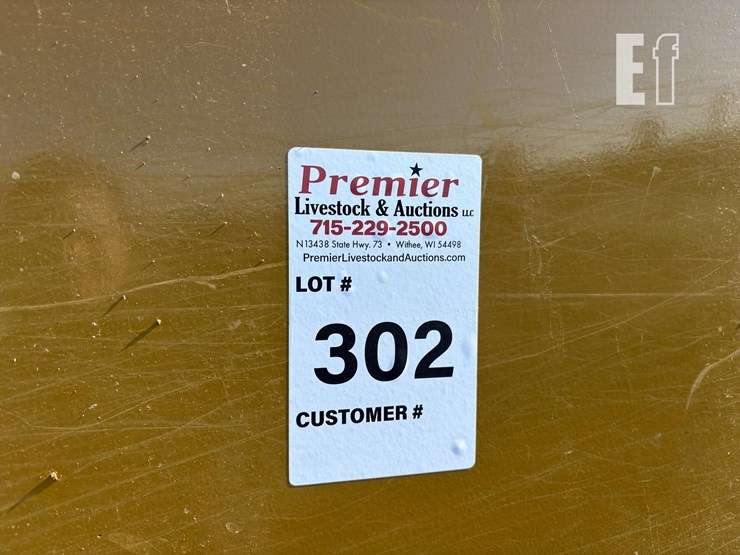 Ef
Premier
Livestock & Auctions LLC
715-229-2500
N13438 State Hwy. 73 • Withee, WI 54498
PremierLivestockandAuctions.com
LOT #
302
CUSTOMER #